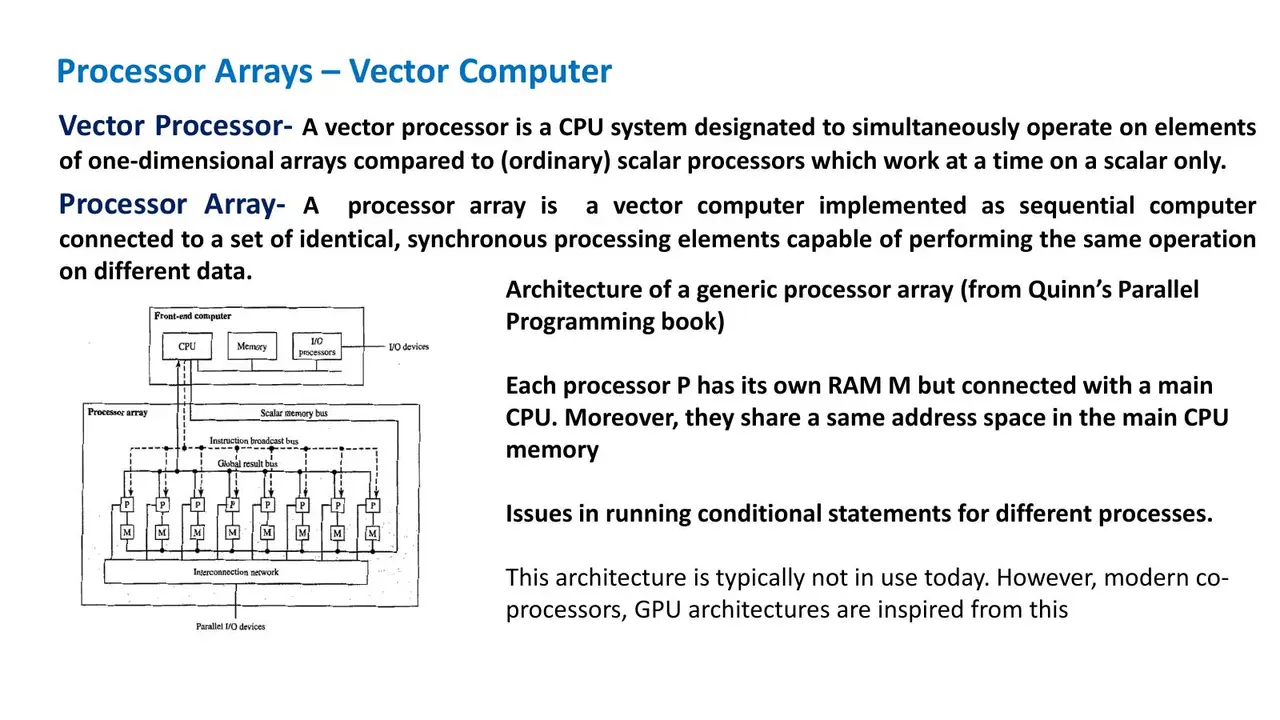 Processor Arrays – Vector Computer
Vector Processor- A vector processor is a CPU system designated to simultaneously operate on elements
of one-dimensional arrays compared to (ordinary) scalar processors which work at a time on a scalar only.
Processor Array- A processor array is a vector computer implemented as sequential computer
connected to a set of identical, synchronous processing elements capable of performing the same operation
on different data.
Architecture of a generic processor array (from Quinn’s Parallel
Programming book)
Each processor P has its own RAM M but connected with a main
CPU. Moreover, they share a same address space in the main CPU
memory
Issues in running conditional statements for different processes.
This architecture is typically not in use today. However, modern co-
processors, GPU architectures are inspired from this
Front-end computer
CPU
Memory
I/O
processors
I/O devices
Processor array
Scalar memory bus
Instruction broadcast bus
Global result bus
P P P P P P P P
M M M M M M M M
Interconnection network
Parallel I/O devices